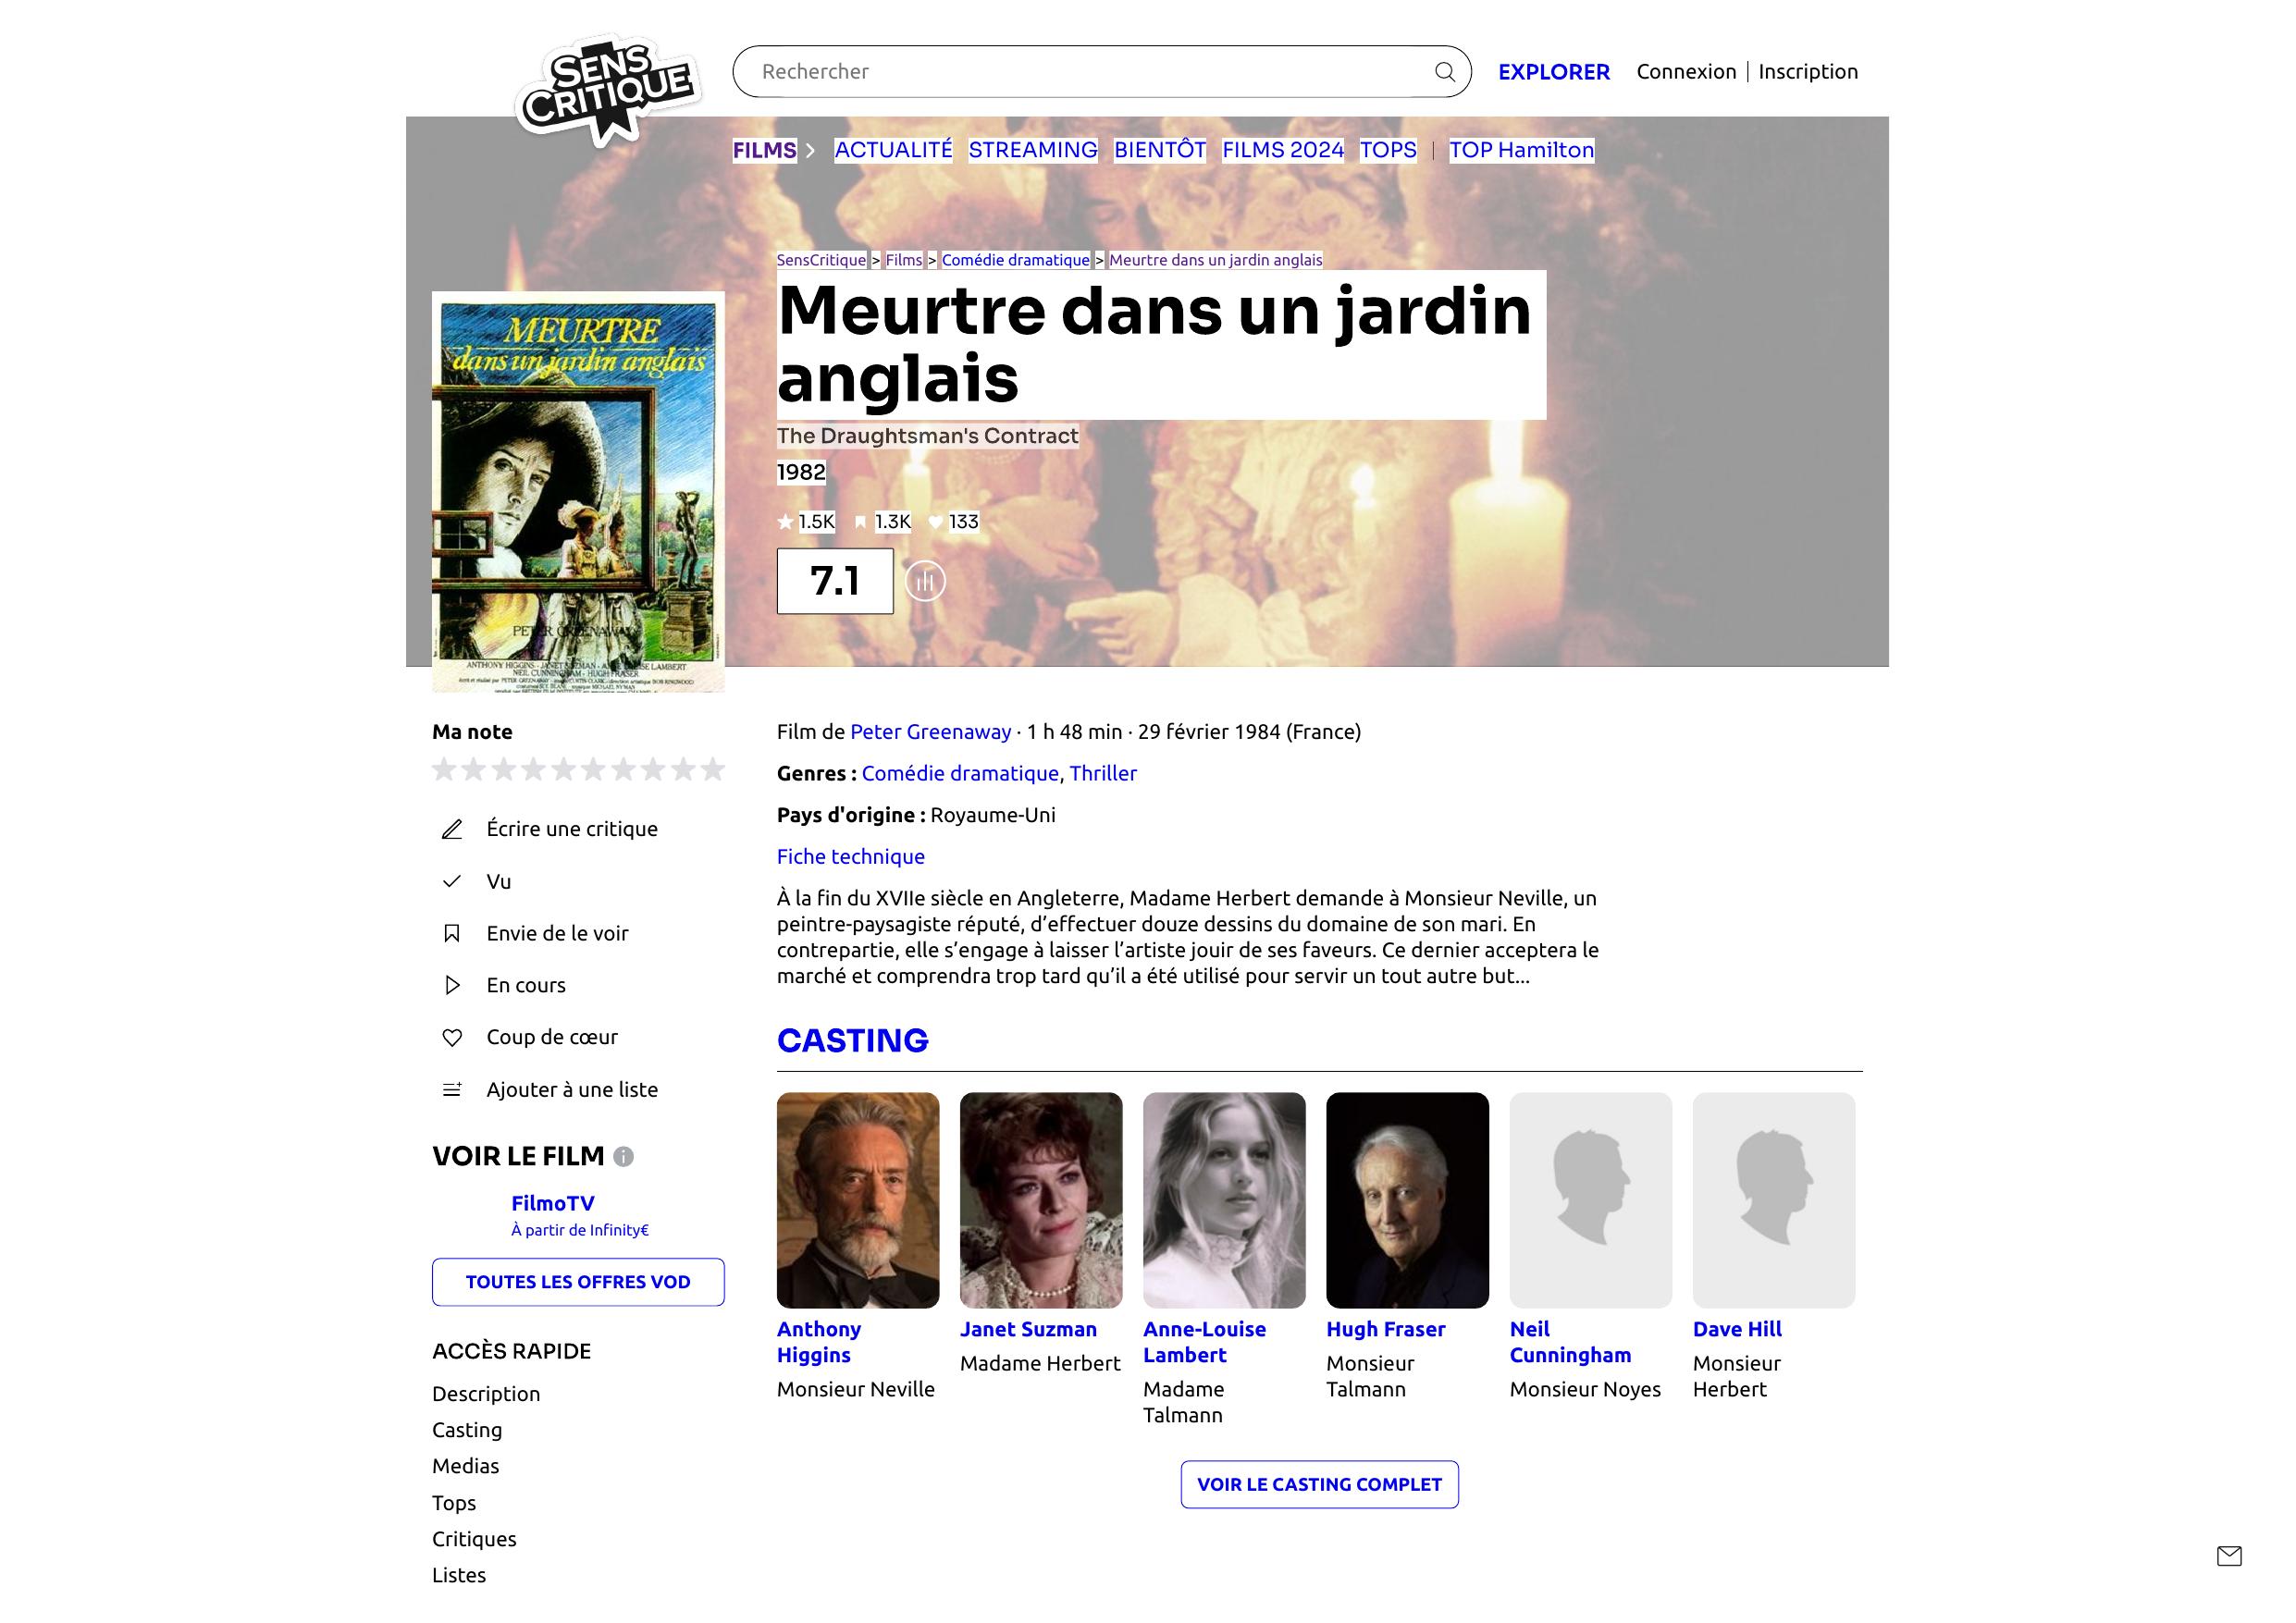 SENS
CRITIQUE
Rechercher
EXPLORER
Connexion
Inscription
FILMS
ACTUALITÉ
STREAMING
BIENTÔT
FILMS 2024
TOPS
TOP Hamilton
SensCritique > Films > Comédie dramatique > Meurtre dans un jardin anglais
Meurtre dans un jardin
anglais
The Draughtsman's Contract
1982
1.5K
1.3K
133
7.1
MEURTRE
dans un jardin anglais
PETER GREENAWAY
ANTHONY HIGGINS - JANET SUZMAN - ANNE LOUISE LAMBERT
NEIL CUNNINGHAM - HUGH FRASER
Ma note
Écrire une critique
Vu
Envie de le voir
En cours
Coup de cœur
Ajouter à une liste
VOIR LE FILM
FilmoTV
À partir de Infinity€
TOUTES LES OFFRES VOD
ACCÈS RAPIDE
Description
Casting
Medias
Tops
Critiques
Listes
Film de Peter Greenaway · 1 h 48 min · 29 février 1984 (France)
Genres : Comédie dramatique, Thriller
Pays d'origine : Royaume-Uni
Fiche technique
À la fin du XVIIe siècle en Angleterre, Madame Herbert demande à Monsieur Neville, un
peintre-paysagiste réputé, d’effectuer douze dessins du domaine de son mari. En
contrepartie, elle s’engage à laisser l’artiste jouir de ses faveurs. Ce dernier acceptera le
marché et comprendra trop tard qu’il a été utilisé pour servir un tout autre but...
CASTING
Anthony
Higgins
Monsieur Neville
Janet Suzman
Madame Herbert
Anne-Louise
Lambert
Madame
Talmann
Hugh Fraser
Monsieur
Talmann
Neil
Cunningham
Monsieur Noyes
Dave Hill
Monsieur
Herbert
VOIR LE CASTING COMPLET